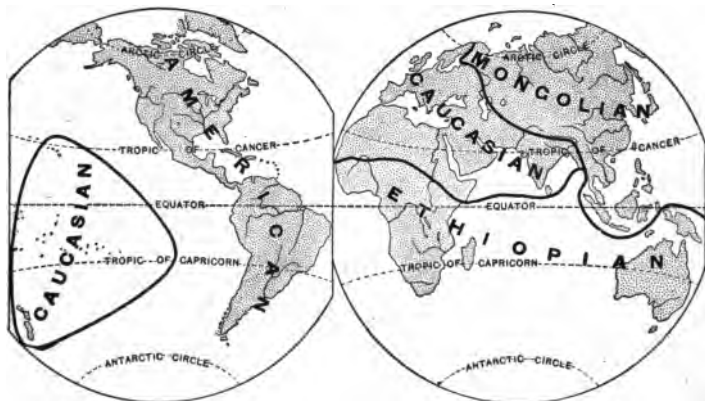 ARCTIC CIRCLE
AMERICAN
TROPIC OF CANCER
CAUCASIAN
EQUATOR
TROPIC OF CAPRICORN
ANTARCTIC CIRCLE
ARCTIC CIRCLE
MONGOLIAN
CAUCASIAN
TROPIC OF CANCER
ETHIOPIAN
EQUATOR
TROPIC OF CAPRICORN
ANTARCTIC CIRCLE